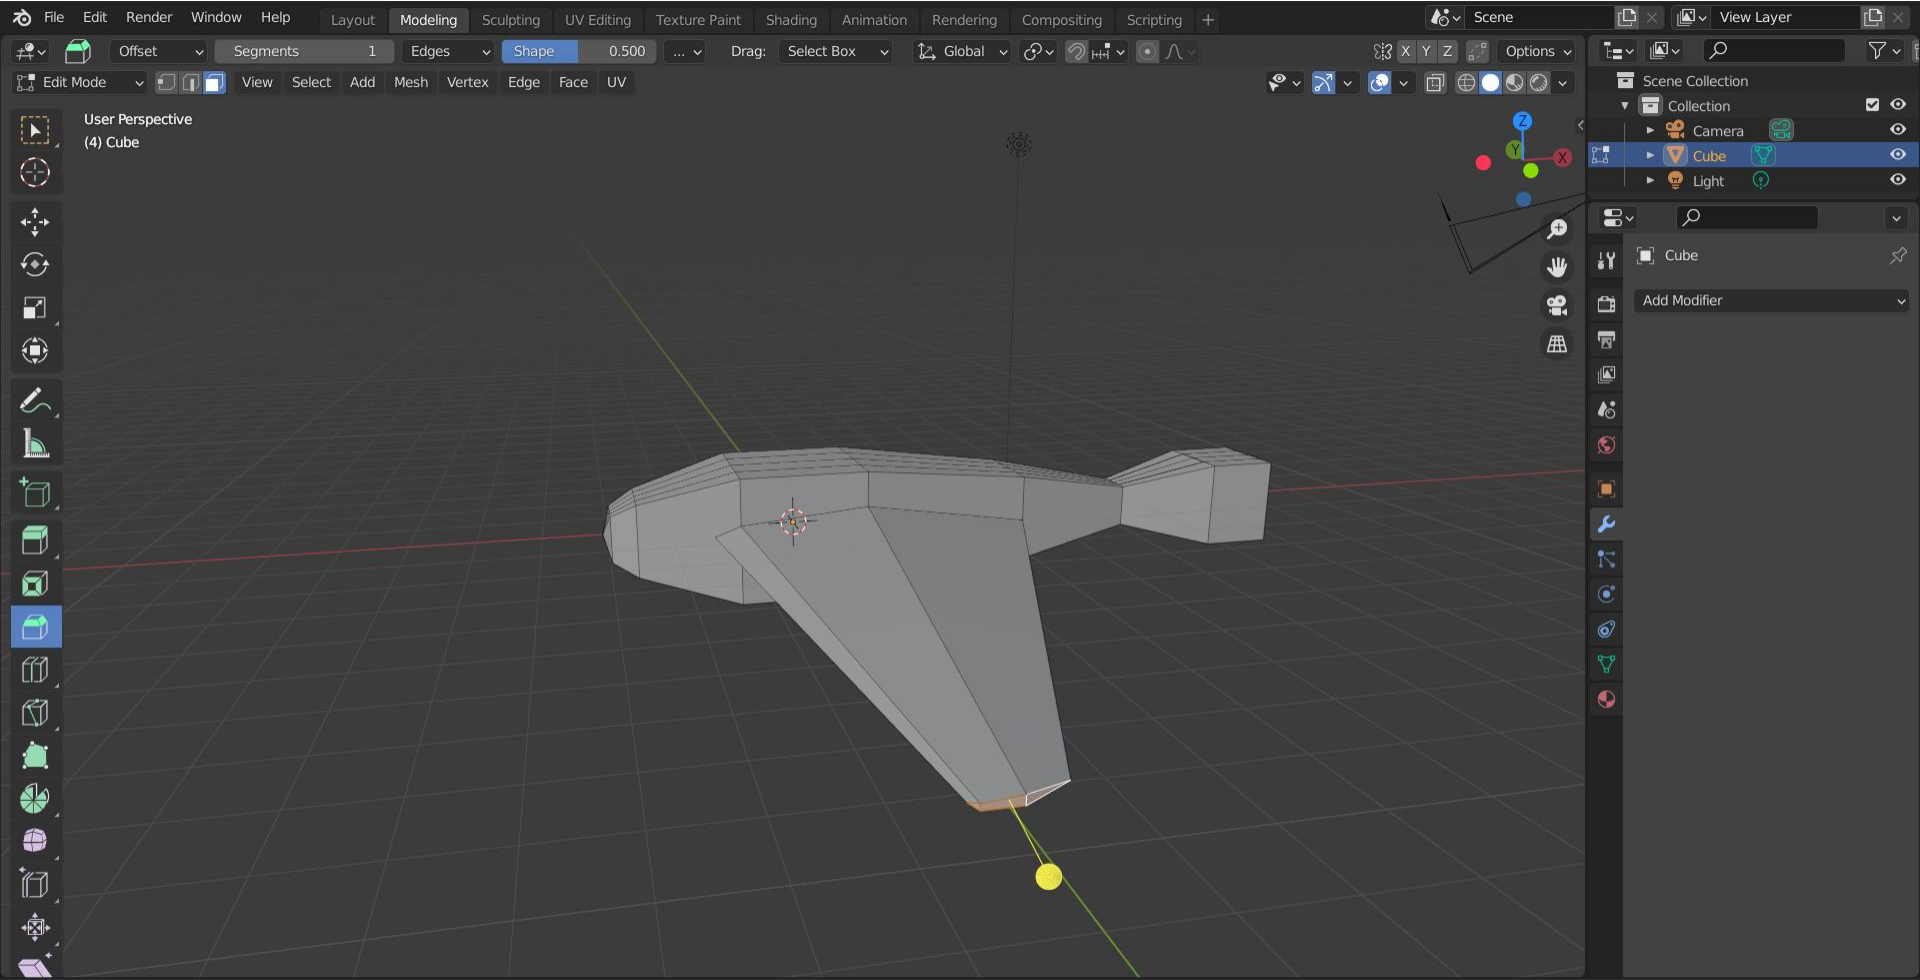 File Edit Render Window Help Layout Modeling Sculpting UV Editing Texture Paint Shading Animation Rendering Compositing Scripting + Scene View Layer
Offset Segments 1 Edges Shape 0.500 ... Drag: Select Box Global X Y Z Options
Edit Mode View Select Add Mesh Vertex Edge Face UV
User Perspective
(4) Cube
Z
Y
X
Scene Collection
Collection
Camera
Cube
Light
Cube
Add Modifier